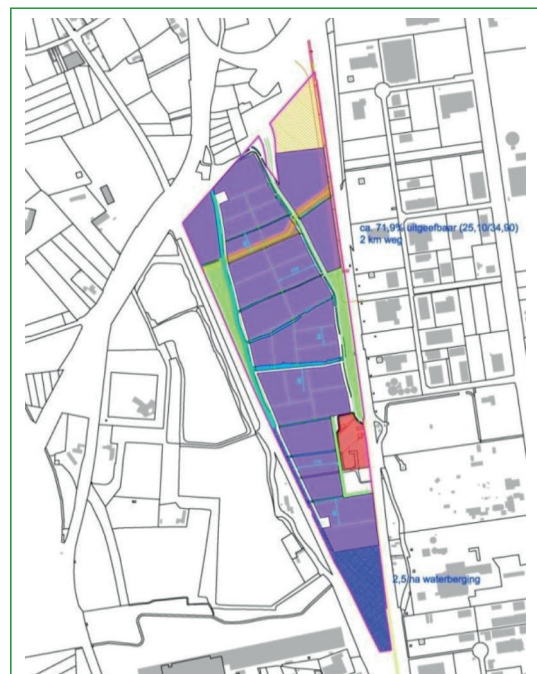 ca. 71,9% uitgeefbaar (25,10/34,90)
2 km weg
2,5 ha waterberging